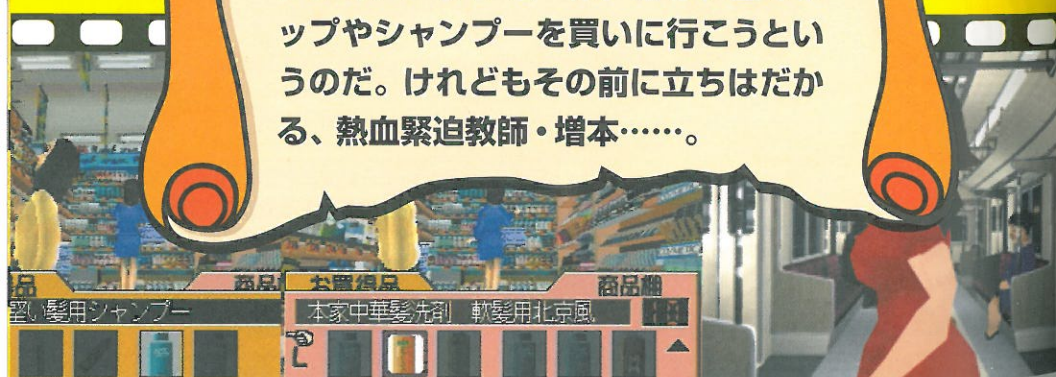 ップやシャンプーを買いに行こうとい
うのだ。けれどもその前に立ちはだか
る、熱血緊迫教師・増本……。
品
商品
お買得品
商品棚
堅い髪用シャンプー
本家中華髪洗剤 軟髪用北京風